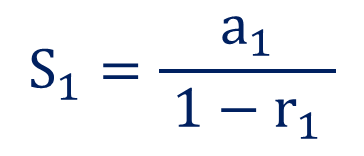 S₁ = a₁ / (1 − r₁)